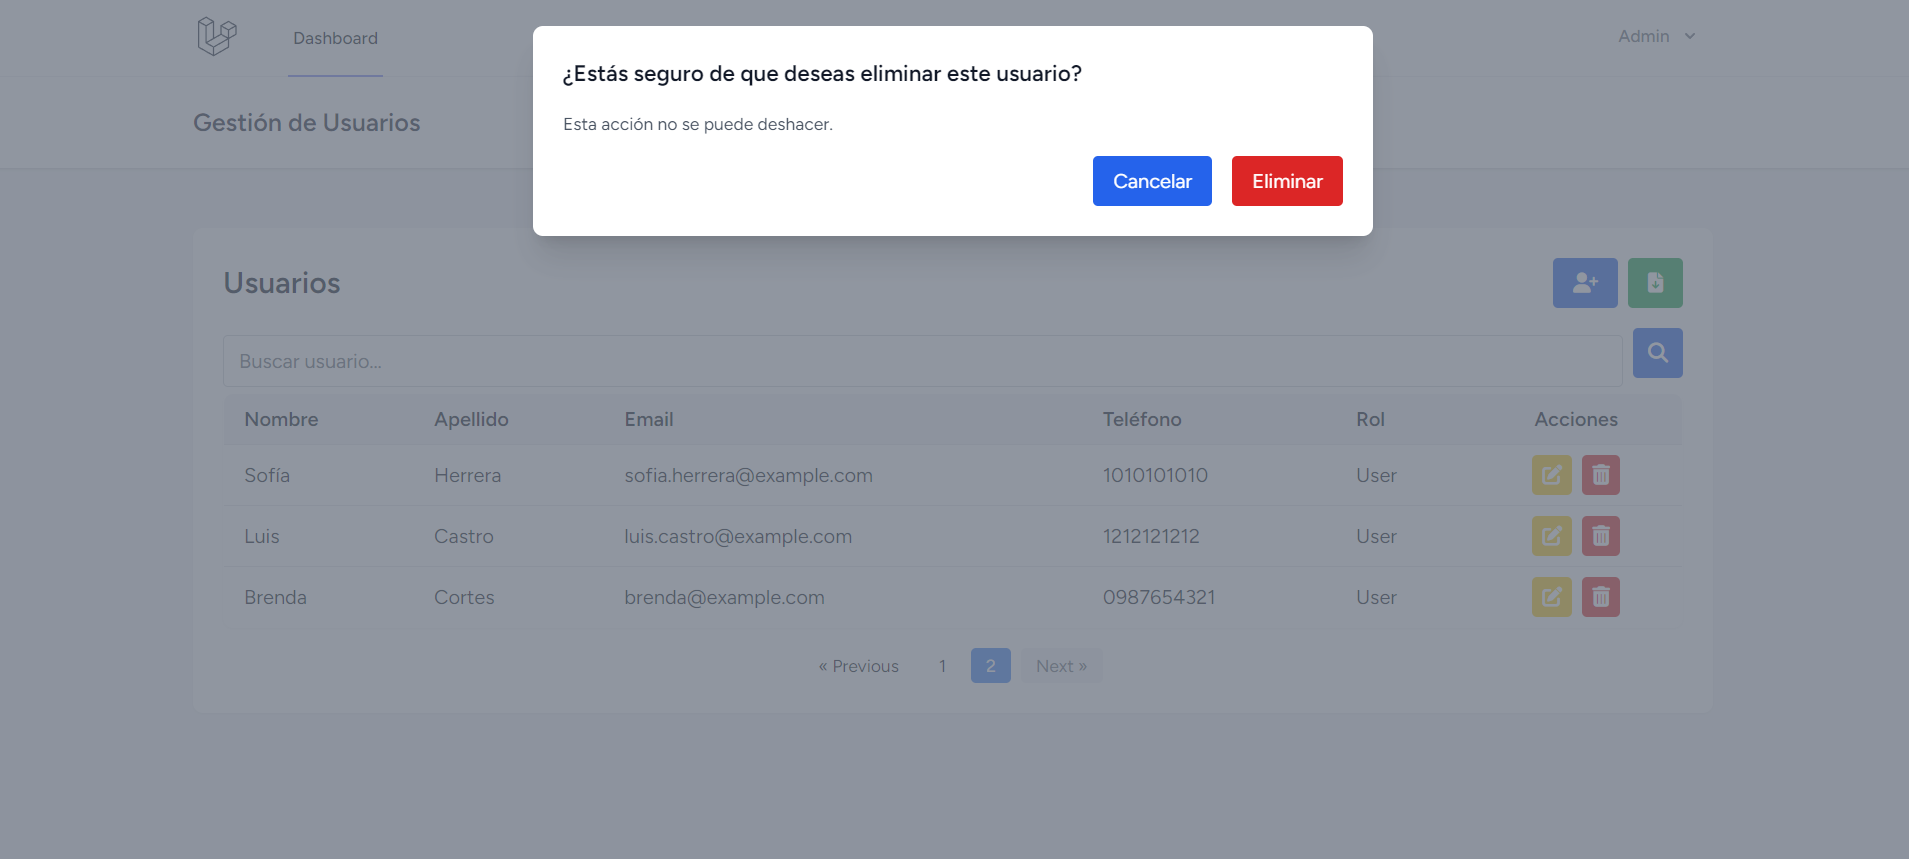 Dashboard
Admin
¿Estás seguro de que deseas eliminar este usuario?
Esta acción no se puede deshacer.
Cancelar Eliminar
Gestión de Usuarios
Usuarios
Buscar usuario...
Nombre Apellido Email Teléfono Rol Acciones
Sofía Herrera sofia.herrera@example.com 1010101010 User
Luis Castro luis.castro@example.com 1212121212 User
Brenda Cortes brenda@example.com 0987654321 User
« Previous 1 2 Next »